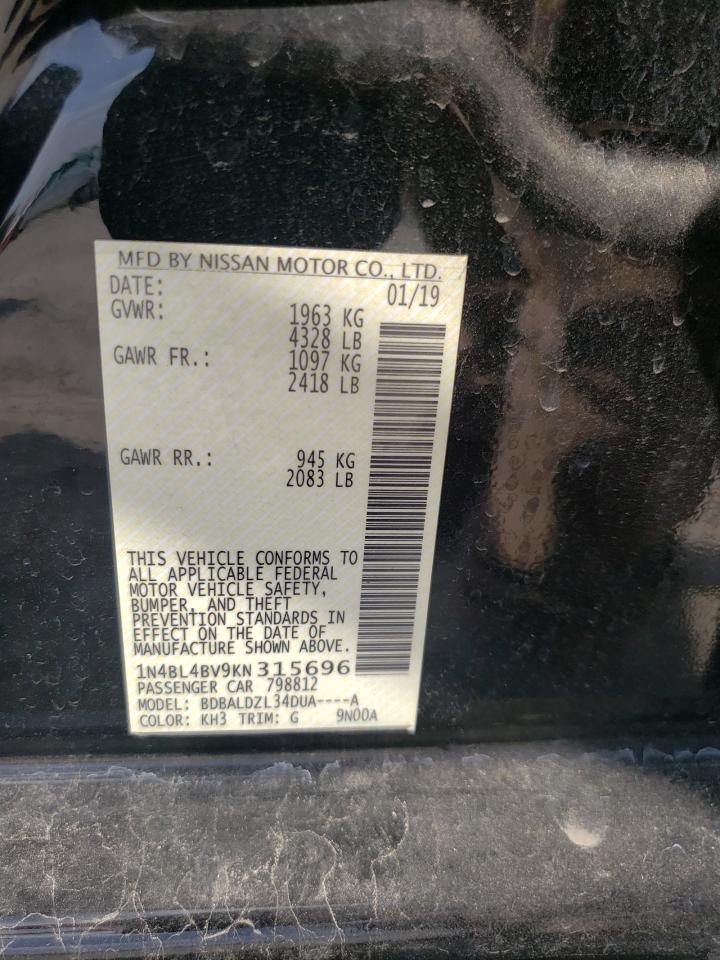 MFD BY NISSAN MOTOR CO., LTD.
DATE: 01/19
GVWR: 1963 KG
4328 LB
GAWR FR.: 1097 KG
2418 LB
GAWR RR.: 945 KG
2083 LB
THIS VEHICLE CONFORMS TO
ALL APPLICABLE FEDERAL
MOTOR VEHICLE SAFETY,
BUMPER, AND THEFT
PREVENTION STANDARDS IN
EFFECT ON THE DATE OF
MANUFACTURE SHOWN ABOVE.
1N4BL4BV9KN315696
PASSENGER CAR 798812
MODEL: BDBALDZL34DUA----A
COLOR: KH3 TRIM: G 9N00A